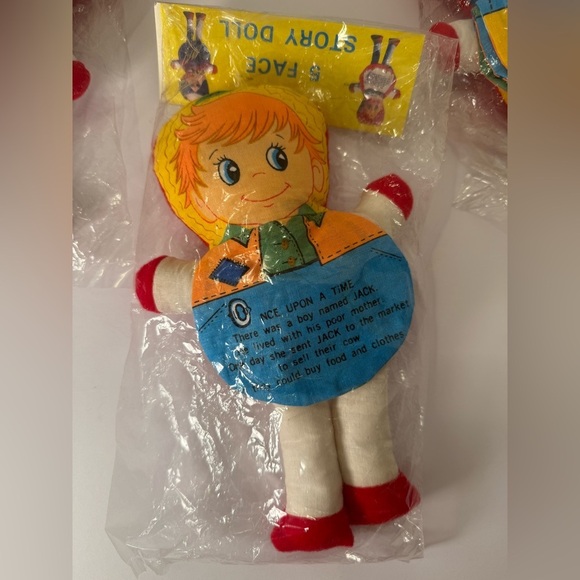 5 FACE
STORY DOLL
ONCE UPON A TIME
There was a boy named JACK.
He lived with his poor mother.
One day she sent JACK to the market
to sell their cow
could buy food and clothes.